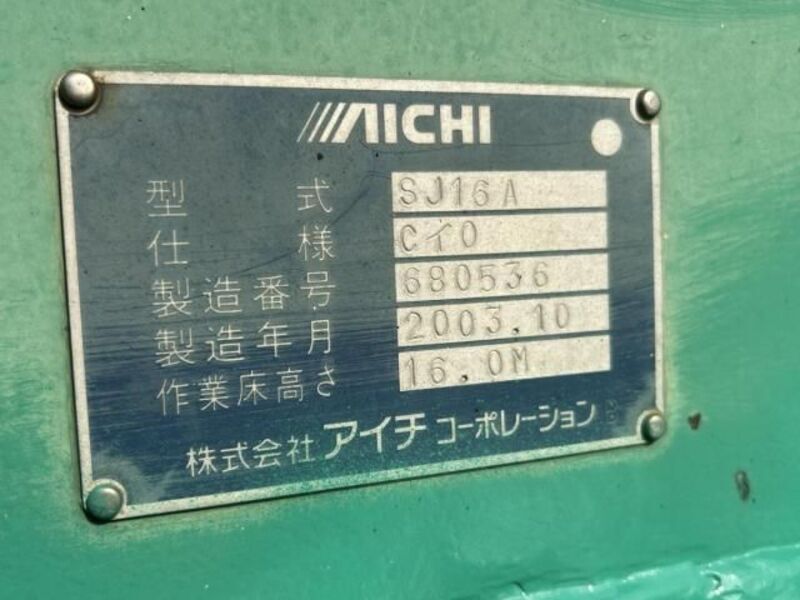 AICHI
型式 SJ16A
仕様 CイO
製造番号 680536
製造年月 2003.10
作業床高さ 16.0M
株式会社アイチコーポレーション